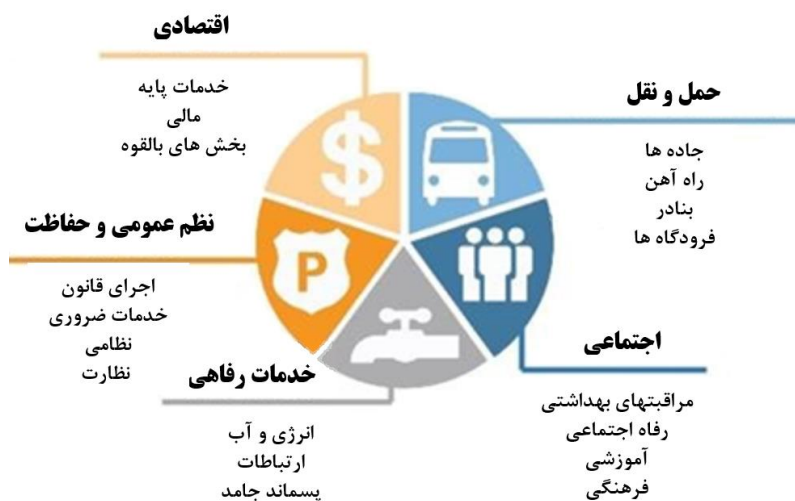 اقتصادی
خدمات پایه
مالی
بخش های بالقوه
حمل و نقل
جاده ها
راه آهن
بنادر
فرودگاه ها
نظم عمومی و حفاظت
اجرای قانون
خدمات ضروری
نظامی
نظارت
P
$
اجتماعی
مراقبتهای بهداشتی
رفاه اجتماعی
آموزشی
فرهنگی
خدمات رفاهی
انرژی و آب
ارتباطات
پسماند جامد